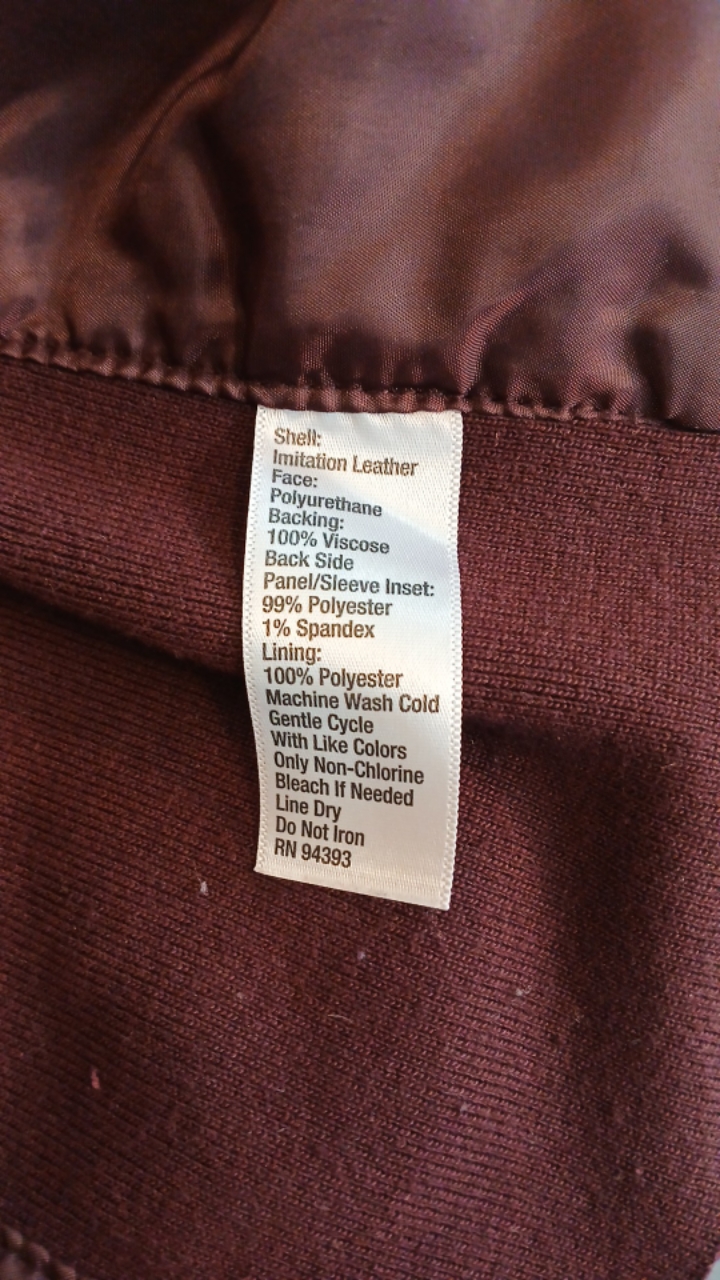 Shell:
Imitation Leather
Face:
Polyurethane
Backing:
100% Viscose
Back Side
Panel/Sleeve Inset:
99% Polyester
1% Spandex
Lining:
100% Polyester
Machine Wash Cold
Gentle Cycle
With Like Colors
Only Non-Chlorine
Bleach If Needed
Line Dry
Do Not Iron
RN 94393